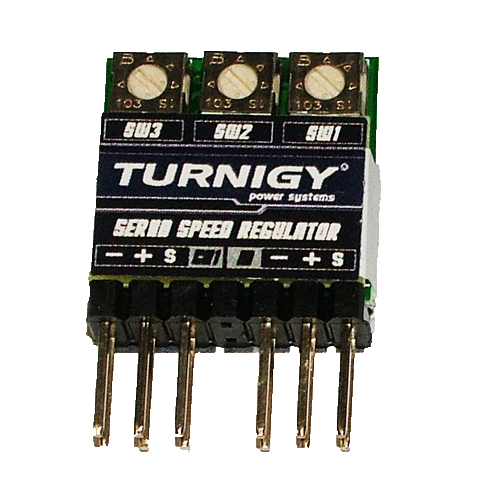 B B B
103 SI 103 SI 103 SI
SW3 SW2 SW1
TURNIGY
power systems
SERVO SPEED REGULATOR
- + S - + S